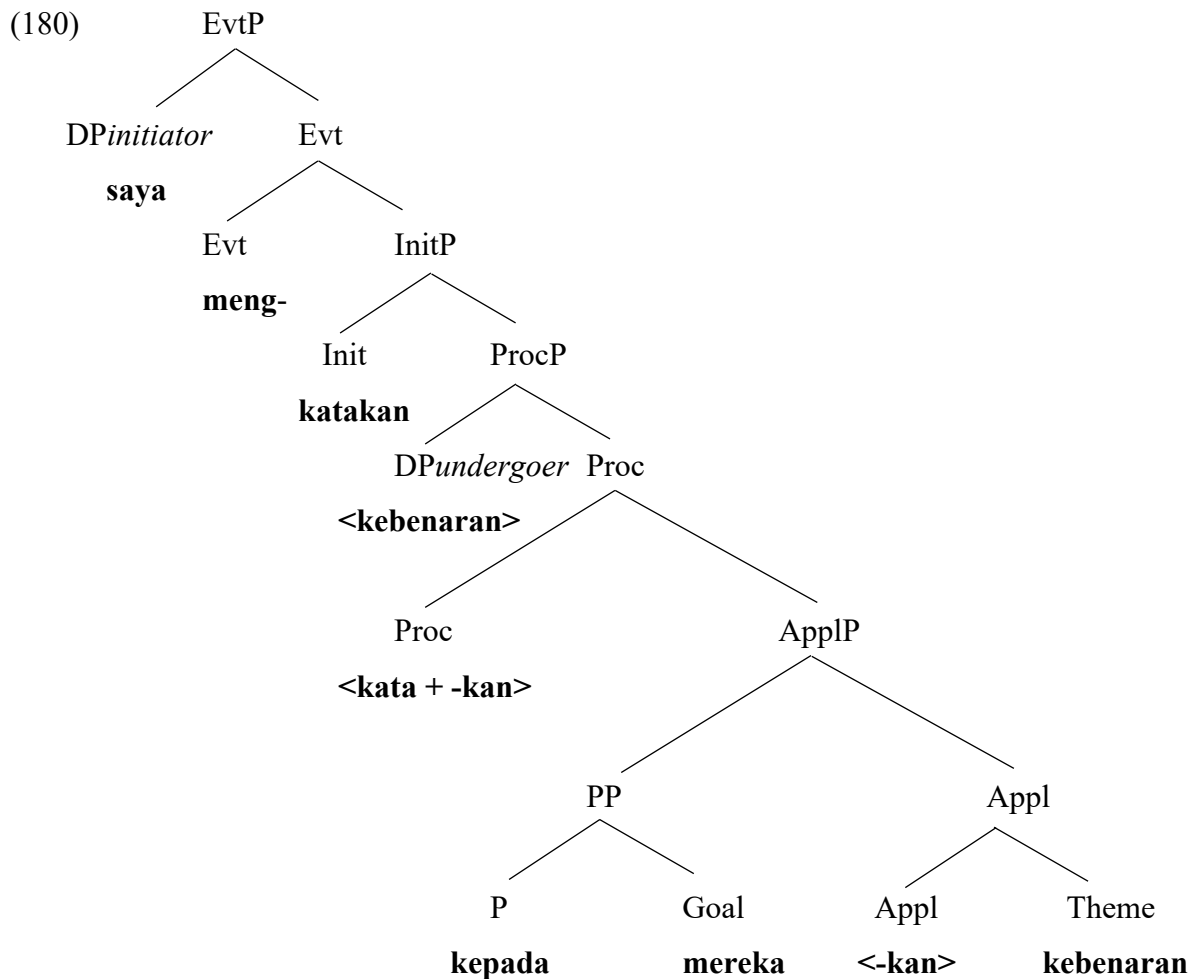 (180) EvtP
DPinitiator Evt
saya
Evt InitP
meng-
Init ProcP
katakan
DPundergoer Proc
<kebenaran>
Proc ApplP
<kata + -kan>
PP Appl
P Goal Appl Theme
kepada mereka <-kan> kebenaran